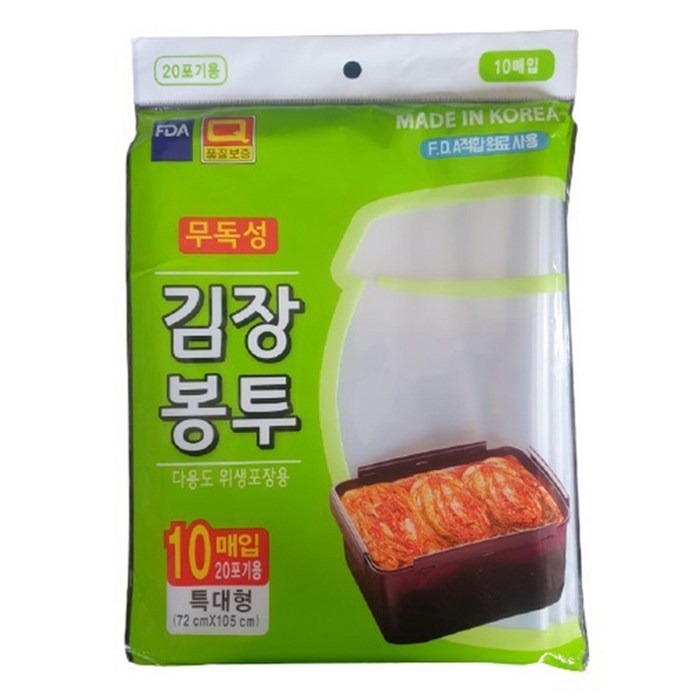 20포기용
10매입
FDA
Q
품질보증
MADE IN KOREA
F.D.A적합 원료 사용
무독성
김장
봉투
다용도 위생포장용
10매입
20포기용
특대형
(72 cmX105 cm)